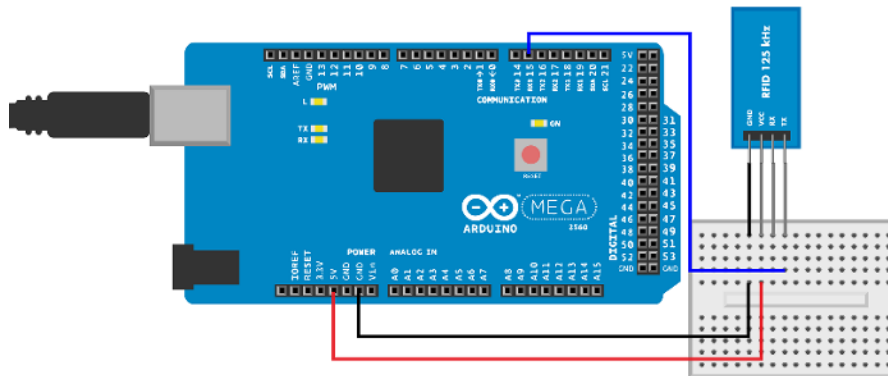 SCL
SDA
AREF
GND
13
12
11
10
9
8
7
6
5
4
3
2
TX0→1
RX0←0
TX3 14
RX3 15
TX2 16
RX2 17
TX1 18
RX1 19
SDA 20
SCL 21
PWM
COMMUNICATION
L
TX
RX
ON
RESET
ARDUINO
MEGA
2560
5V
22
24
26
28
30 31
32 33
34 35
36 37
38 39
40 41
42 43
44 45
46 47
48 49
50 51
52 53
GND GND
DIGITAL
POWER
ANALOG IN
IOREF
RESET
3.3V
5V
GND
GND
Vin
A0
A1
A2
A3
A4
A5
A6
A7
A8
A9
A10
A11
A12
A13
A14
A15
RFID 125 kHz
GND
VCC
RX
TX